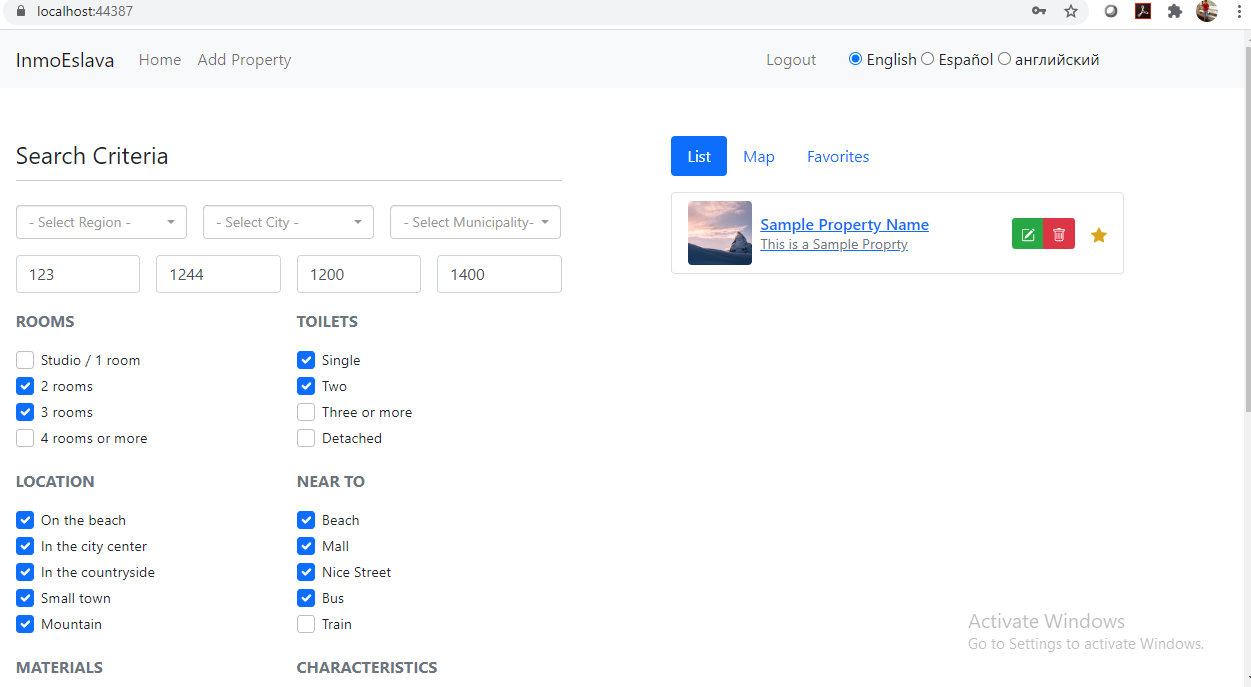 localhost:44387
InmoEslava Home Add Property Logout English Español английский
Search Criteria
List Map Favorites
- Select Region - - Select City - - Select Municipality-
Sample Property Name
This is a Sample Proprty
123 1244 1200 1400
ROOMS TOILETS
Studio / 1 room Single
2 rooms Two
3 rooms Three or more
4 rooms or more Detached
LOCATION NEAR TO
On the beach Beach
In the city center Mall
In the countryside Nice Street
Small town Bus
Mountain Train
MATERIALS CHARACTERISTICS
Activate Windows
Go to Settings to activate Windows.